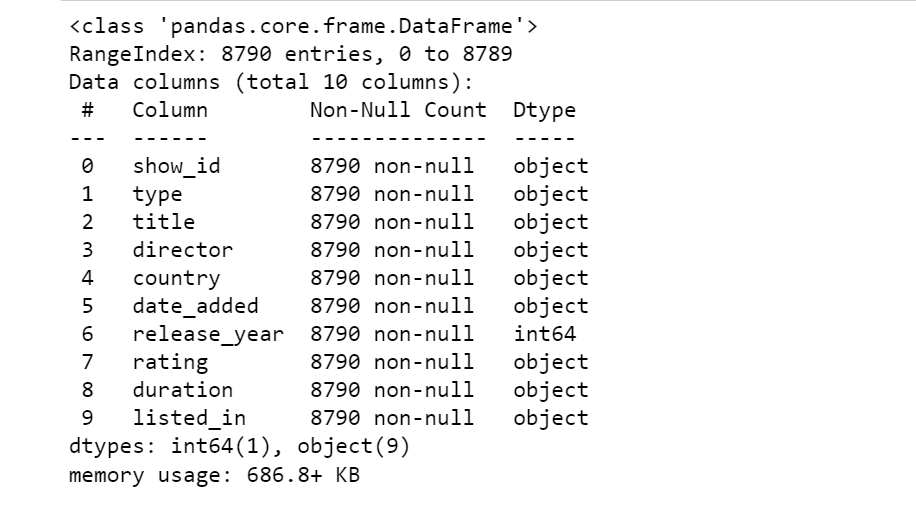 <class 'pandas.core.frame.DataFrame'>
RangeIndex: 8790 entries, 0 to 8789
Data columns (total 10 columns):
 #   Column        Non-Null Count  Dtype
---  ------        --------------  -----
 0   show_id       8790 non-null   object
 1   type          8790 non-null   object
 2   title         8790 non-null   object
 3   director      8790 non-null   object
 4   country       8790 non-null   object
 5   date_added    8790 non-null   object
 6   release_year  8790 non-null   int64
 7   rating        8790 non-null   object
 8   duration      8790 non-null   object
 9   listed_in     8790 non-null   object
dtypes: int64(1), object(9)
memory usage: 686.8+ KB